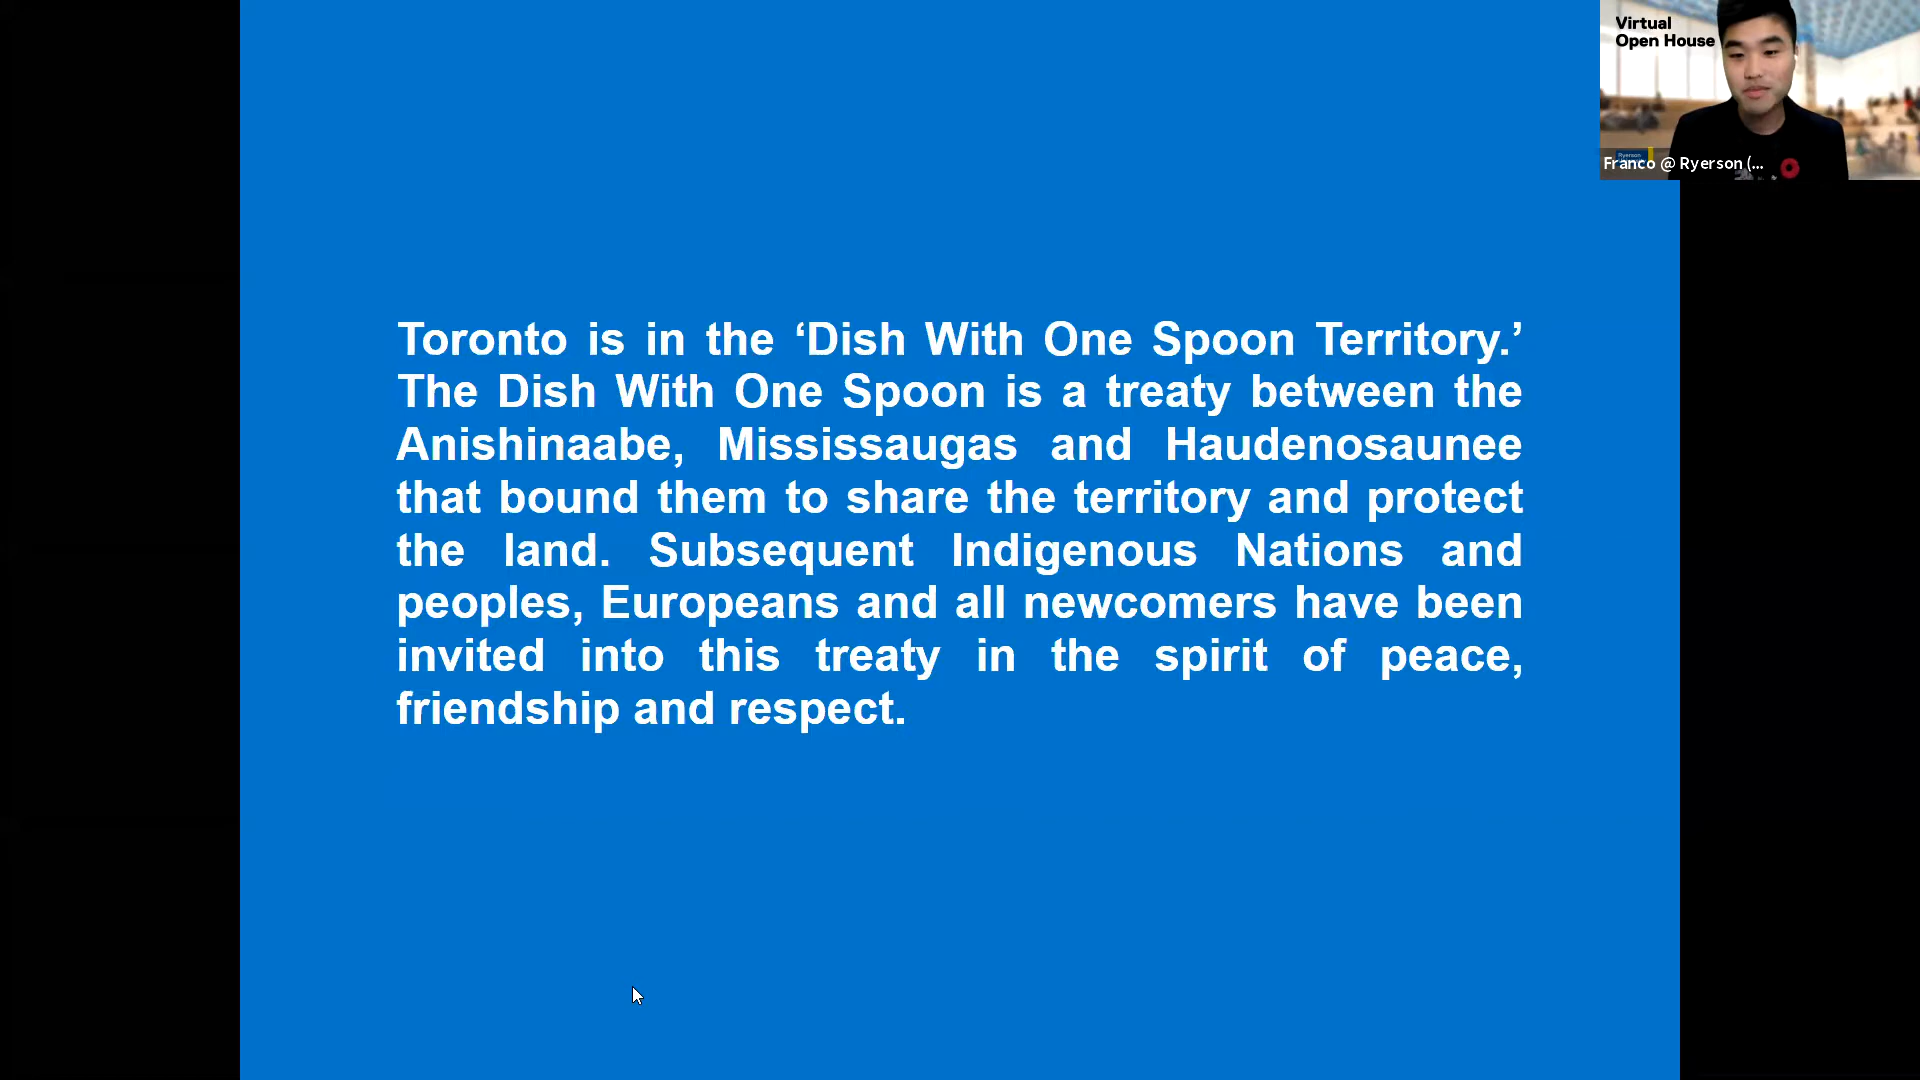 Virtual
Open House
Ryerson
Franco @ Ryerson (...
Toronto is in the ‘Dish With One Spoon Territory.’
The Dish With One Spoon is a treaty between the
Anishinaabe, Mississaugas and Haudenosaunee
that bound them to share the territory and protect
the land. Subsequent Indigenous Nations and
peoples, Europeans and all newcomers have been
invited into this treaty in the spirit of peace,
friendship and respect.